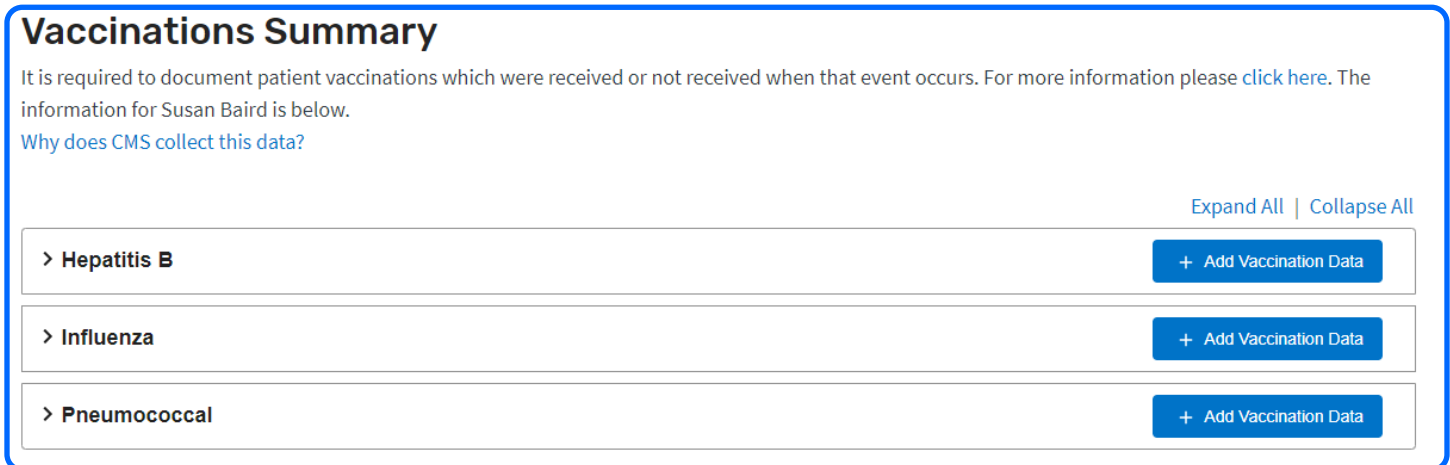 Vaccinations Summary
It is required to document patient vaccinations which were received or not received when that event occurs. For more information please click here. The
information for Susan Baird is below.
Why does CMS collect this data?
Expand All | Collapse All
> Hepatitis B + Add Vaccination Data
> Influenza + Add Vaccination Data
> Pneumococcal + Add Vaccination Data